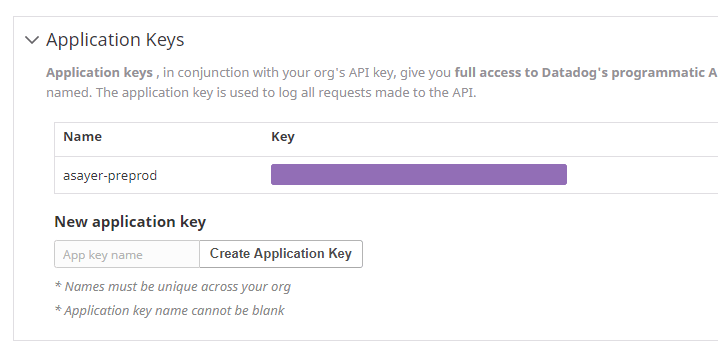 Application Keys
Application keys , in conjunction with your org's API key, give you full access to Datadog's programmatic A
named. The application key is used to log all requests made to the API.
Name Key
asayer-preprod
New application key
App key name Create Application Key
* Names must be unique across your org
* Application key name cannot be blank